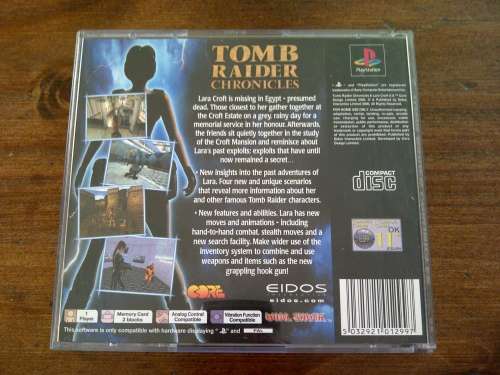 TOMB
RAIDER
CHRONICLES
PlayStation
Lara Croft is missing in Egypt - presumed
dead. Those closest to her gather together at
the Croft Estate on a grey, rainy day for a
memorial service in her honour. Afterwards,
the friends sit quietly together in the study
of the Croft Mansion and reminisce about
Lara's past exploits: exploits that have until
now remained a secret...
• New insights into the past adventures of
Lara. Four new and unique scenarios
that reveal more information about her
and other famous Tomb Raider characters.
• New features and abilities. Lara has new
moves and animations - including
hand-to-hand combat, stealth moves and a
new search facility. Make wider use of the
inventory system to combine and use
weapons and items such as the new
grappling hook gun!
COMPACT
disc
OK
11
CORE
EIDOS
eidos.com
1
Player
Memory Card
2 blocks
Analog Control
Compatible
Vibration Function
Compatible
This software is only compatible with hardware displaying
and
PAL
5 032921 012997